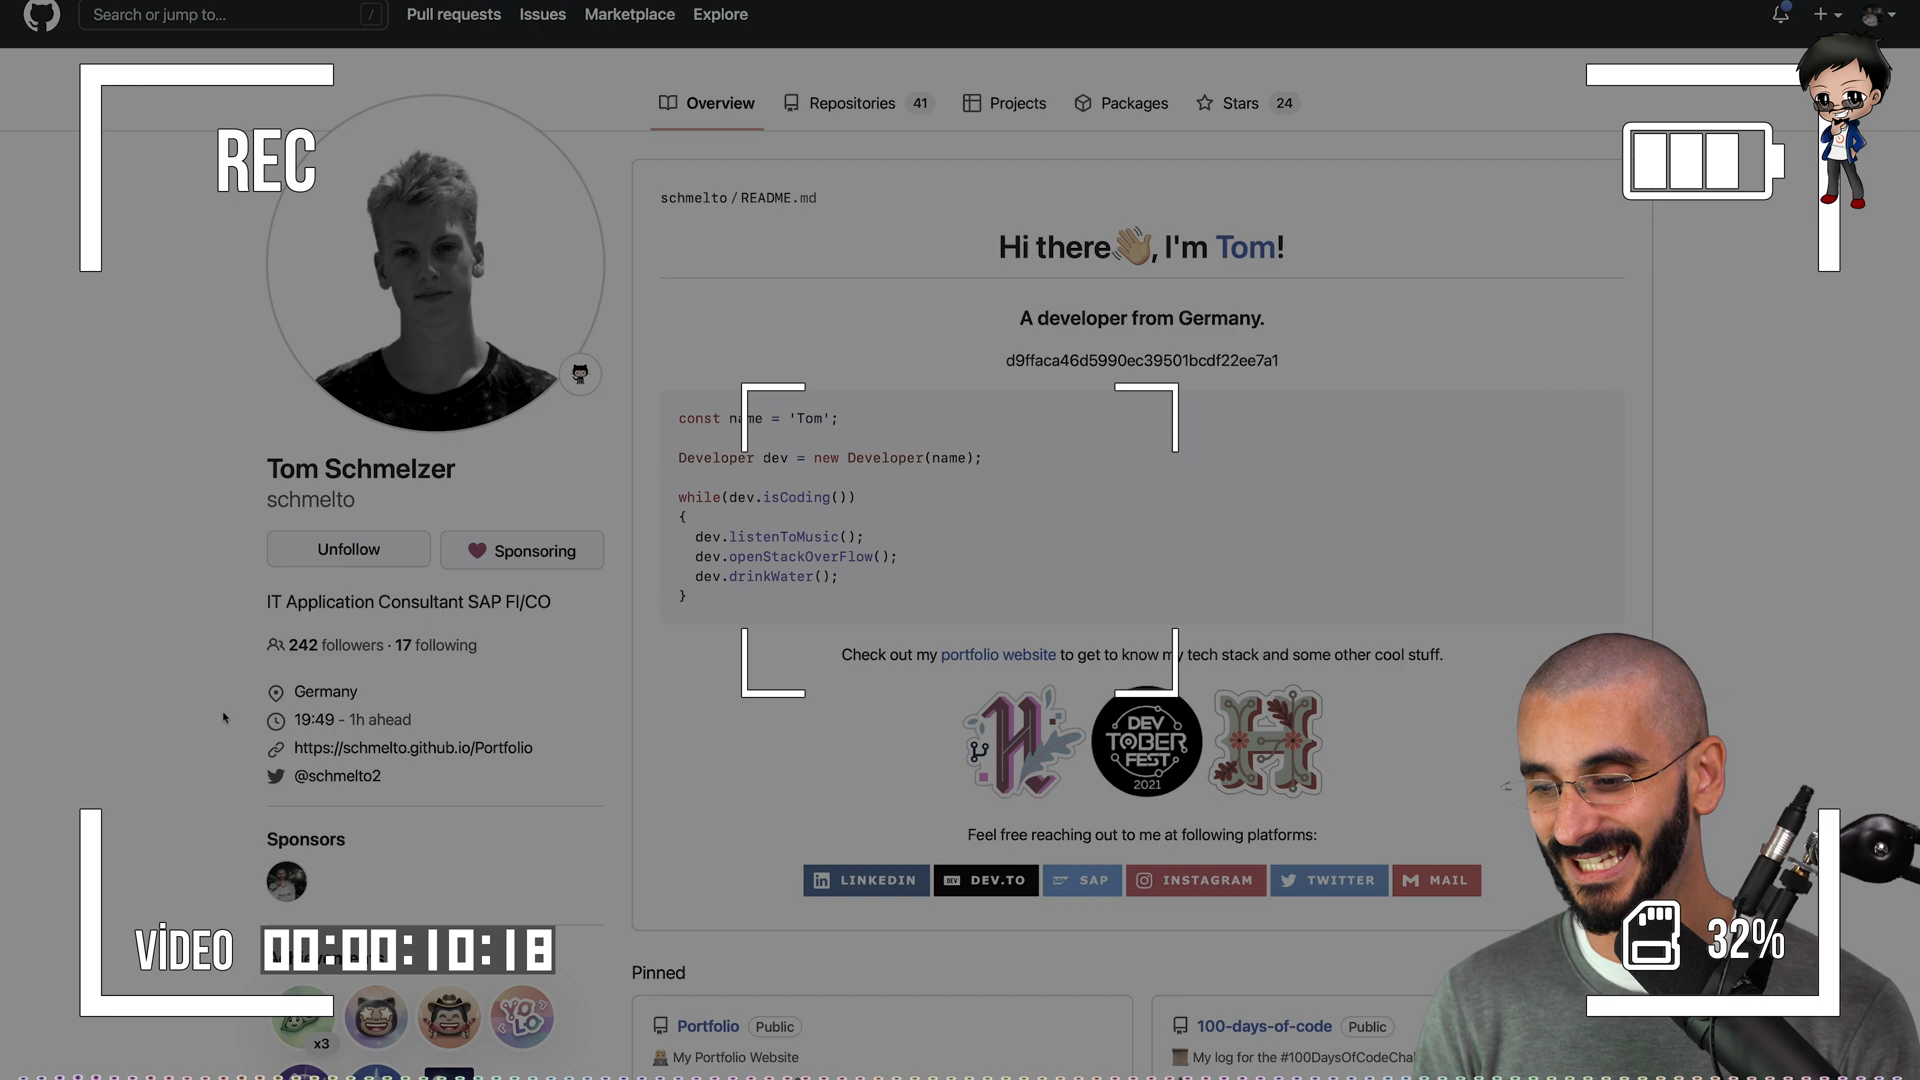 Search or jump to...
/
Pull requests Issues Marketplace Explore
Overview Repositories 41 Projects Packages Stars 24
REC
schmelto / README.md
Hi there👋, I'm Tom!
A developer from Germany.
d9ffaca46d5990ec39501bcdf22ee7a1
const name = 'Tom';
Developer dev = new Developer(name);
while(dev.isCoding())
{
dev.listenToMusic();
dev.openStackOverFlow();
dev.drinkWater();
}
Tom Schmelzer
schmelto
Unfollow Sponsoring
IT Application Consultant SAP FI/CO
242 followers · 17 following
Germany
19:49 - 1h ahead
https://schmelto.github.io/Portfolio
@schmelto2
Sponsors
Check out my portfolio website to get to know my tech stack and some other cool stuff.
DEV
TOBER
FEST
2021
Feel free reaching out to me at following platforms:
LINKEDIN DEV.TO SAP INSTAGRAM TWITTER MAIL
VİDEO 00:00:10:18
32%
YOLO
x3
Pinned
Portfolio Public
My Portfolio Website
100-days-of-code Public
My log for the #100DaysOfCodeChal